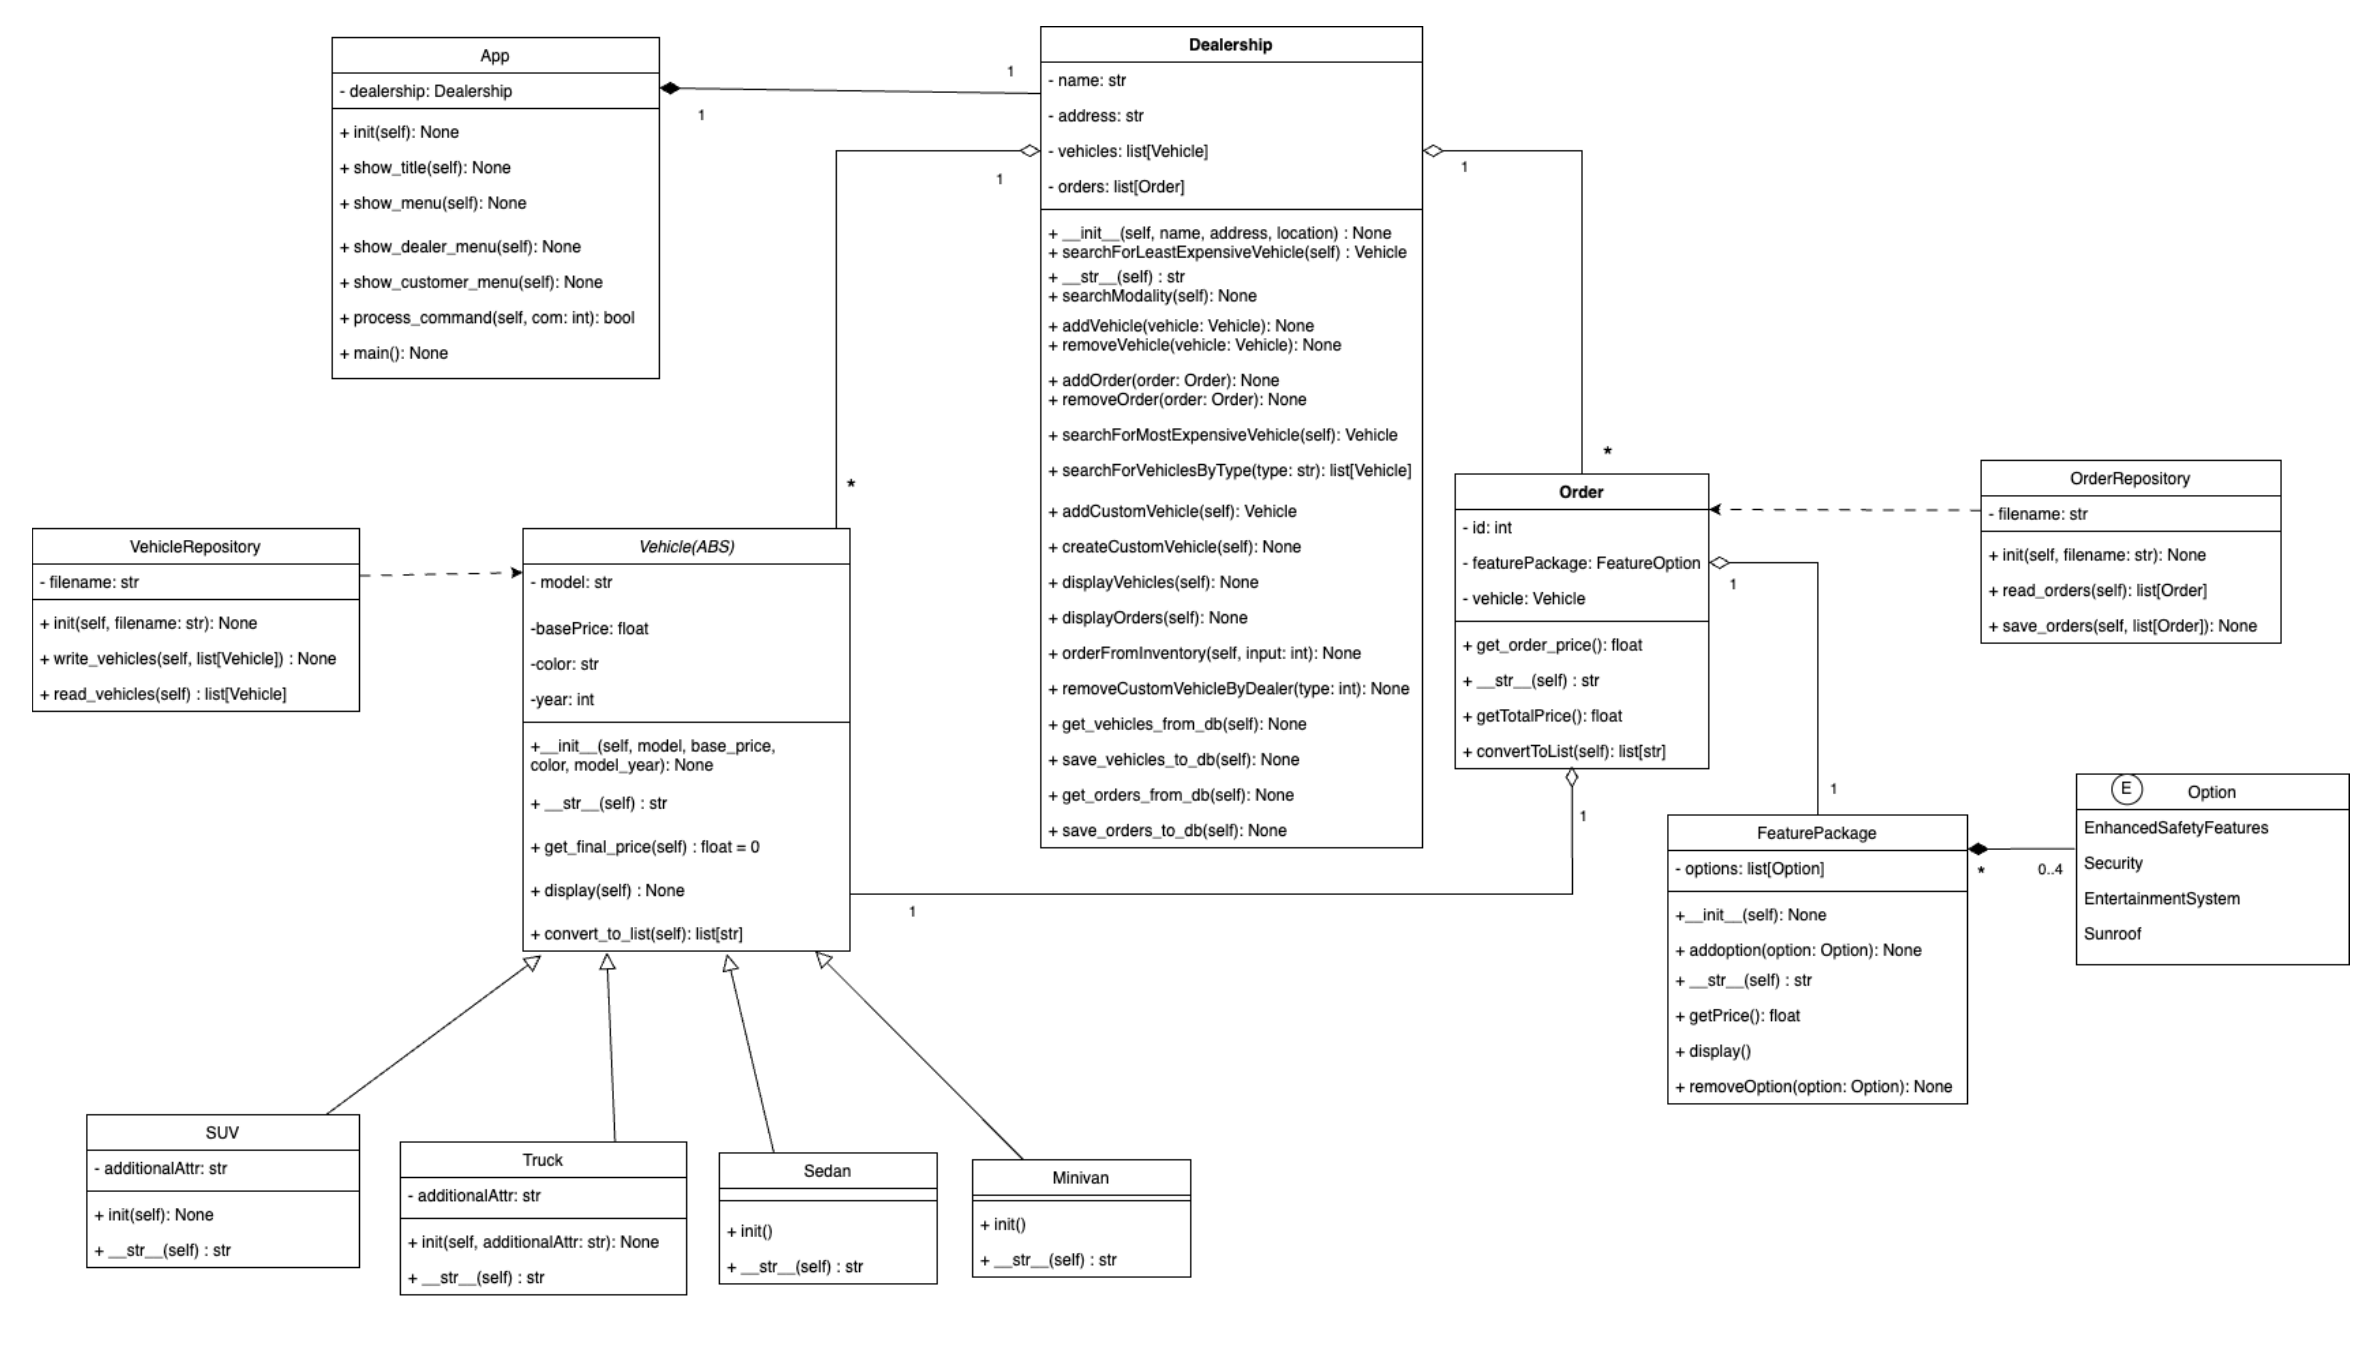 App
- dealership: Dealership
+ init(self): None
+ show_title(self): None
+ show_menu(self): None
+ show_dealer_menu(self): None
+ show_customer_menu(self): None
+ process_command(self, com: int): bool
+ main(): None
1
1
Dealership
- name: str
- address: str
- vehicles: list[Vehicle]
- orders: list[Order]
+ __init__(self, name, address, location) : None
+ searchForLeastExpensiveVehicle(self) : Vehicle
+ __str__(self) : str
+ searchModality(self): None
+ addVehicle(vehicle: Vehicle): None
+ removeVehicle(vehicle: Vehicle): None
+ addOrder(order: Order): None
+ removeOrder(order: Order): None
+ searchForMostExpensiveVehicle(self): Vehicle
+ searchForVehiclesByType(type: str): list[Vehicle]
+ addCustomVehicle(self): Vehicle
+ createCustomVehicle(self): None
+ displayVehicles(self): None
+ displayOrders(self): None
+ orderFromInventory(self, input: int): None
+ removeCustomVehicleByDealer(type: int): None
+ get_vehicles_from_db(self): None
+ save_vehicles_to_db(self): None
+ get_orders_from_db(self): None
+ save_orders_to_db(self): None
1
*
1
*
VehicleRepository
- filename: str
+ init(self, filename: str): None
+ write_vehicles(self, list[Vehicle]) : None
+ read_vehicles(self) : list[Vehicle]
Vehicle(ABS)
- model: str
-basePrice: float
-color: str
-year: int
+__init__(self, model, base_price,
color, model_year): None
+ __str__(self) : str
+ get_final_price(self) : float = 0
+ display(self) : None
+ convert_to_list(self): list[str]
1
1
Order
- id: int
- featurePackage: FeatureOption
- vehicle: Vehicle
+ get_order_price(): float
+ __str__(self) : str
+ getTotalPrice(): float
+ convertToList(self): list[str]
1
1
OrderRepository
- filename: str
+ init(self, filename: str): None
+ read_orders(self): list[Order]
+ save_orders(self, list[Order]): None
FeaturePackage
- options: list[Option]
+__init__(self): None
+ addoption(option: Option): None
+ __str__(self) : str
+ getPrice(): float
+ display()
+ removeOption(option: Option): None
*
0..4
E
Option
EnhancedSafetyFeatures
Security
EntertainmentSystem
Sunroof
SUV
- additionalAttr: str
+ init(self): None
+ __str__(self) : str
Truck
- additionalAttr: str
+ init(self, additionalAttr: str): None
+ __str__(self) : str
Sedan
+ init()
+ __str__(self) : str
Minivan
+ init()
+ __str__(self) : str